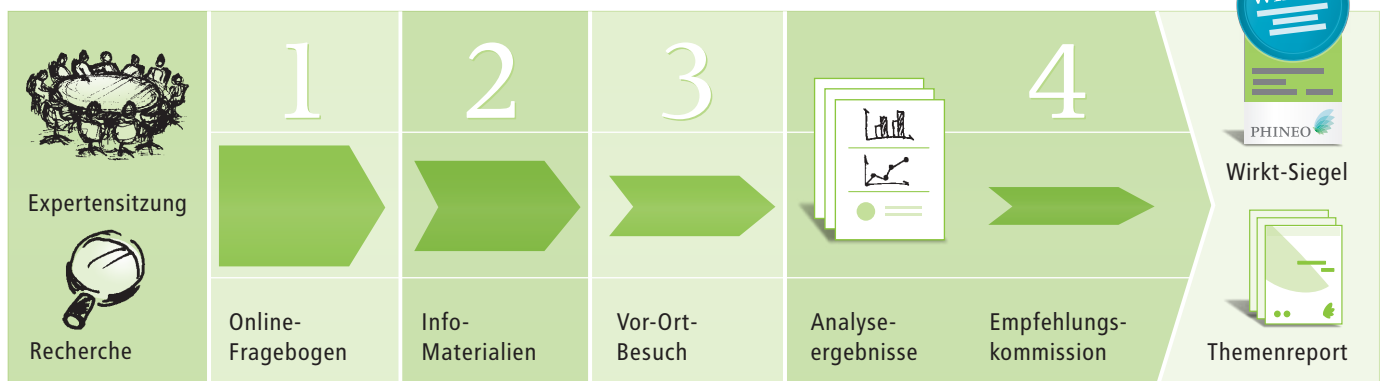 Expertensitzung
Recherche
1
Online-
Fragebogen
2
Info-
Materialien
3
Vor-Ort-
Besuch
Analyse-
ergebnisse
4
Empfehlungs-
kommission
PHINEO
Wirkt-Siegel
Themenreport